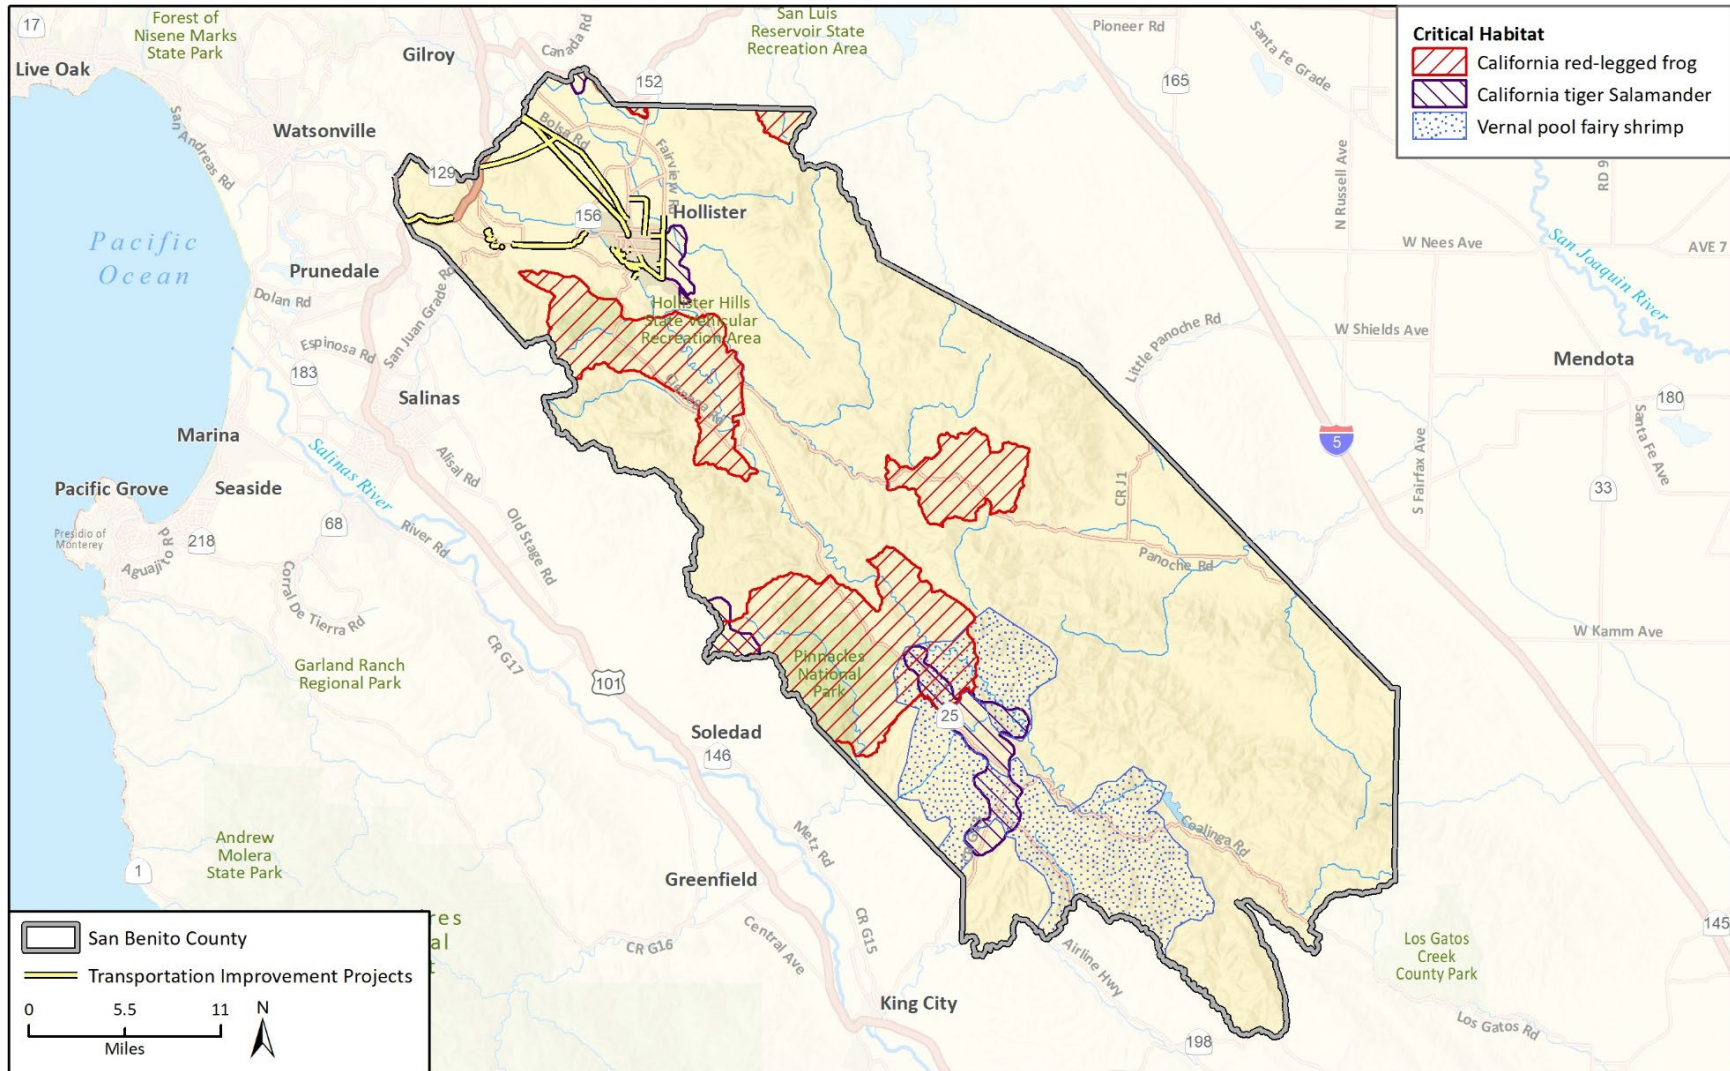 17
Forest of
Nisene Marks
State Park
Live Oak
Gilroy
Canada Rd
San Luis
Reservoir State
Recreation Area
152
Pioneer Rd
165
Santa Fe Grade
Critical Habitat
California red-legged frog
California tiger Salamander
Vernal pool fairy shrimp
Watsonville
San Andreas Rd
129
Bolsa Rd
Fairview Rd
156
Hollister
N Russell Ave
RD 9
W Nees Ave
AVE 7
San Joaquin River
Pacific
Ocean
Prunedale
Dolan Rd
San Juan Grade Rd
Hollister Hills
State Vehicular
Recreation Area
Espinosa Rd
183
Little Panoche Rd
W Shields Ave
Mendota
180
Santa Fe Ave
Salinas
Cienega Rd
Marina
Salinas River
Alisal Rd
5
S Fairfax Ave
33
CR J1
Pacific Grove
Seaside
Presidio of
Monterey
218
68
River Rd
Old Stage Rd
Aguajito Rd
Corral De Tierra Rd
Panoche Rd
W Kamm Ave
CR G17
Garland Ranch
Regional Park
101
Pinnacles
National
Park
25
Soledad
146
Andrew
Molera
State Park
1
Metz Rd
Coalinga Rd
Greenfield
CR G15
Central Ave
CR G16
Airline Hwy
145
Los Gatos
Creek
County Park
Los Gatos Rd
King City
198
res
al
t
San Benito County
Transportation Improvement Projects
0 5.5 11
Miles
N